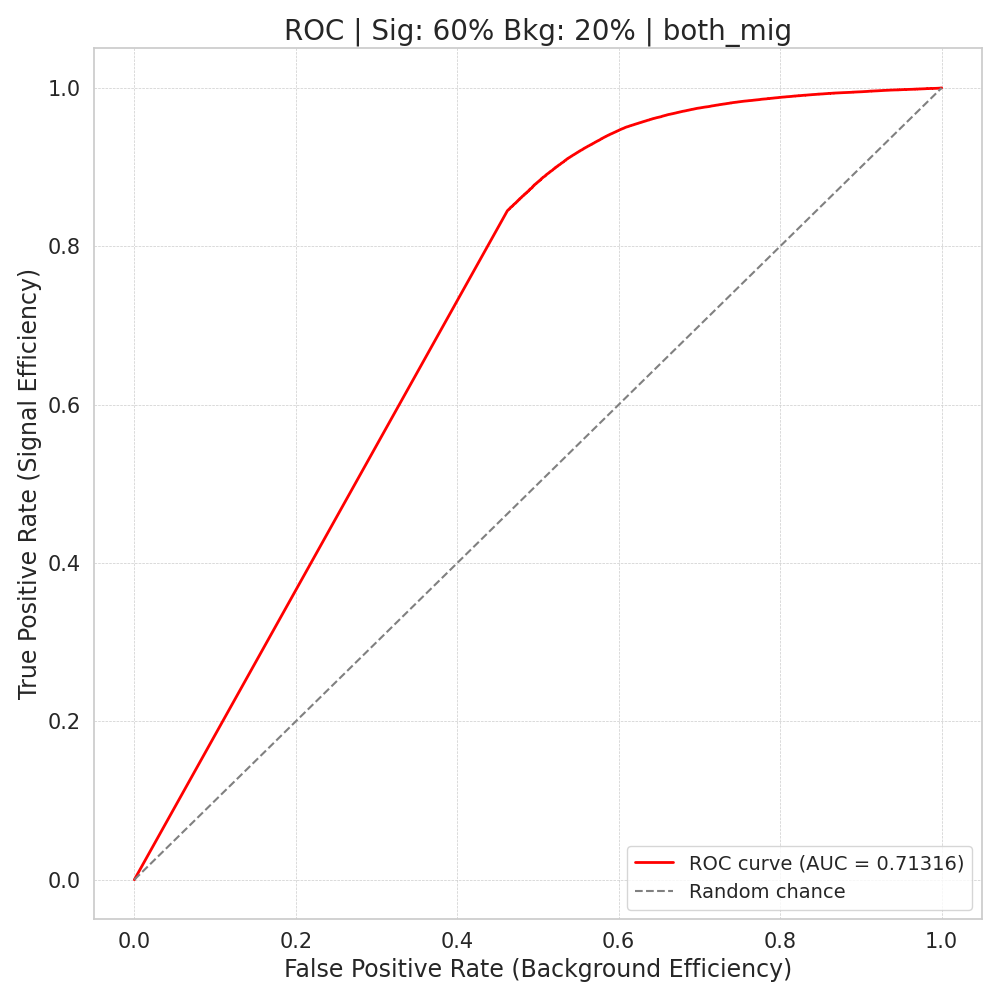 ROC | Sig: 60% Bkg: 20% | both_mig
True Positive Rate (Signal Efficiency)
1.0
0.8
0.6
0.4
0.2
0.0
ROC curve (AUC = 0.71316)
Random chance
0.0 0.2 0.4 0.6 0.8 1.0
False Positive Rate (Background Efficiency)